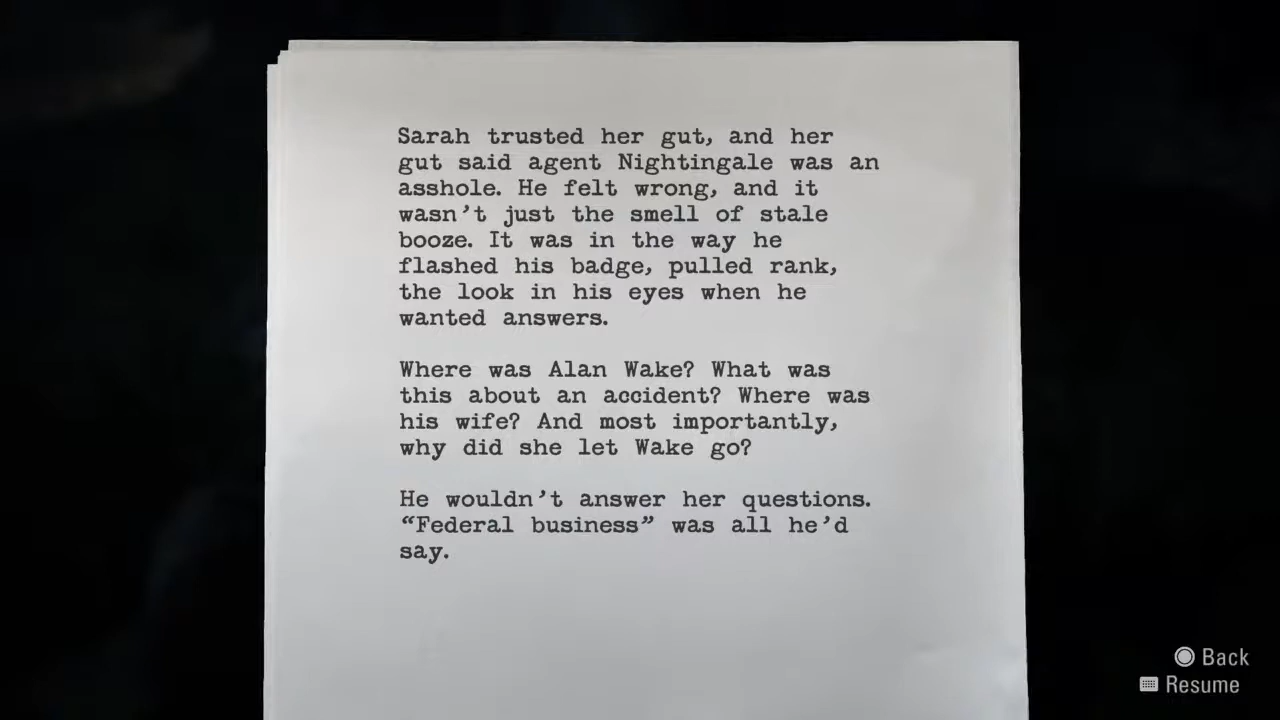 Sarah trusted her gut, and her
gut said agent Nightingale was an
asshole. He felt wrong, and it
wasn’t just the smell of stale
booze. It was in the way he
flashed his badge, pulled rank,
the look in his eyes when he
wanted answers.
Where was Alan Wake? What was
this about an accident? Where was
his wife? And most importantly,
why did she let Wake go?
He wouldn’t answer her questions.
“Federal business” was all he’d
say.
Back
Resume